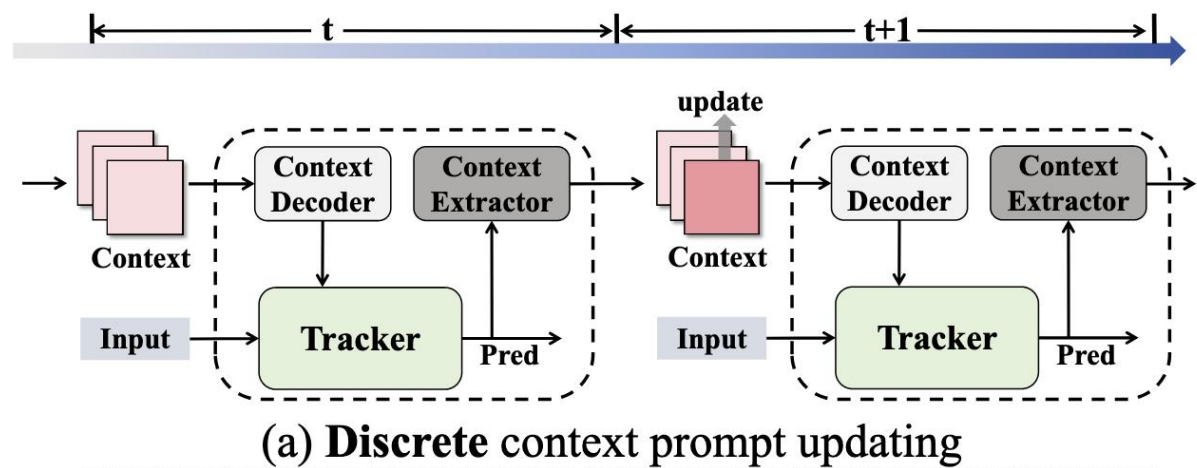 t
t+1
update
Context
Decoder
Context
Extractor
Context
Decoder
Context
Extractor
Context
Context
Input
Tracker
Pred
Input
Tracker
Pred
(a) Discrete context prompt updating